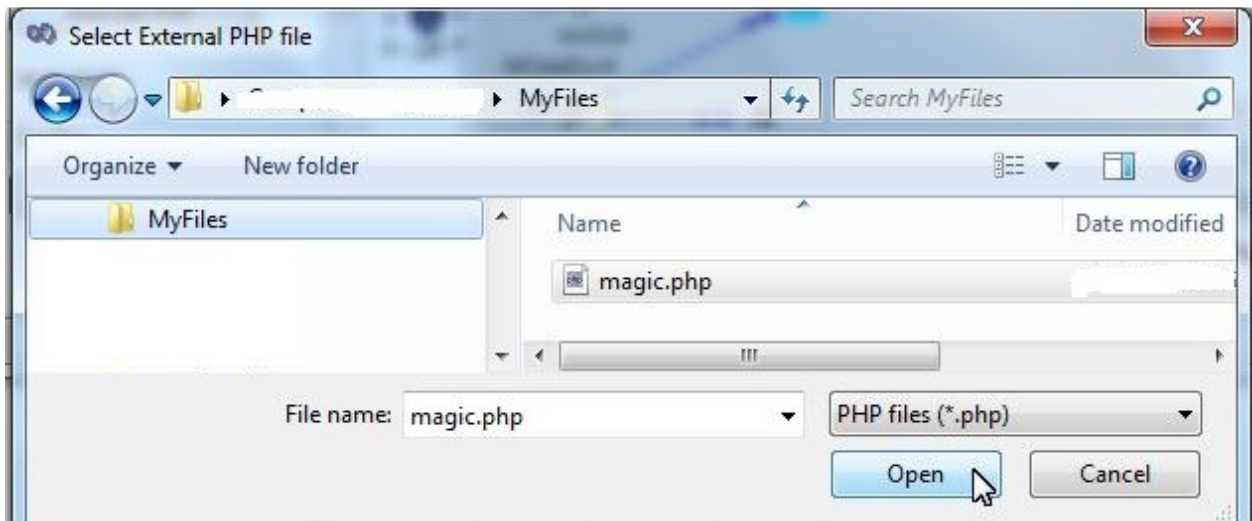 Select External PHP file
MyFiles
Search MyFiles
Organize
New folder
MyFiles
Name
Date modified
magic.php
File name: magic.php
PHP files (*.php)
Open
Cancel